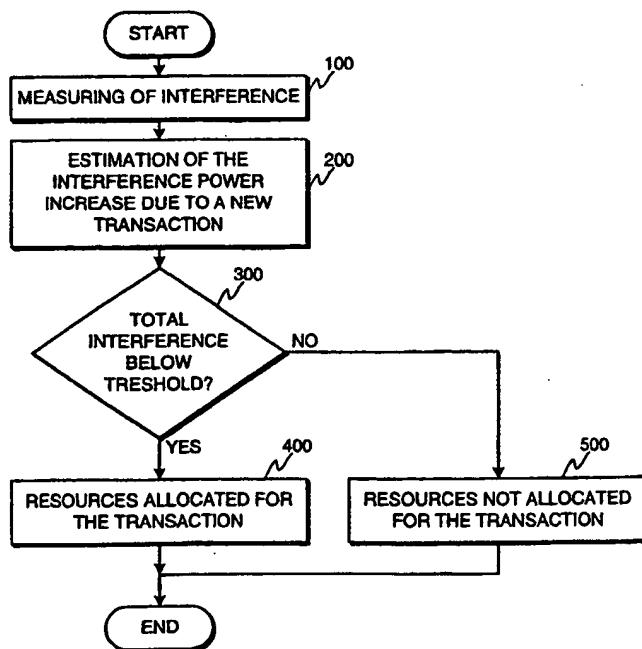 START
100
MEASURING OF INTERFERENCE
200
ESTIMATION OF THE
INTERFERENCE POWER
INCREASE DUE TO A NEW
TRANSACTION
300
TOTAL
INTERFERENCE
BELOW
TRESHOLD?
NO
YES
400
RESOURCES ALLOCATED FOR
THE TRANSACTION
500
RESOURCES NOT ALLOCATED
FOR THE TRANSACTION
END